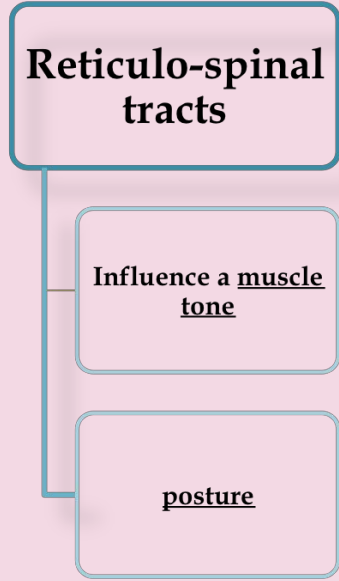 Reticulo-spinal
tracts
Influence a muscle
tone
posture